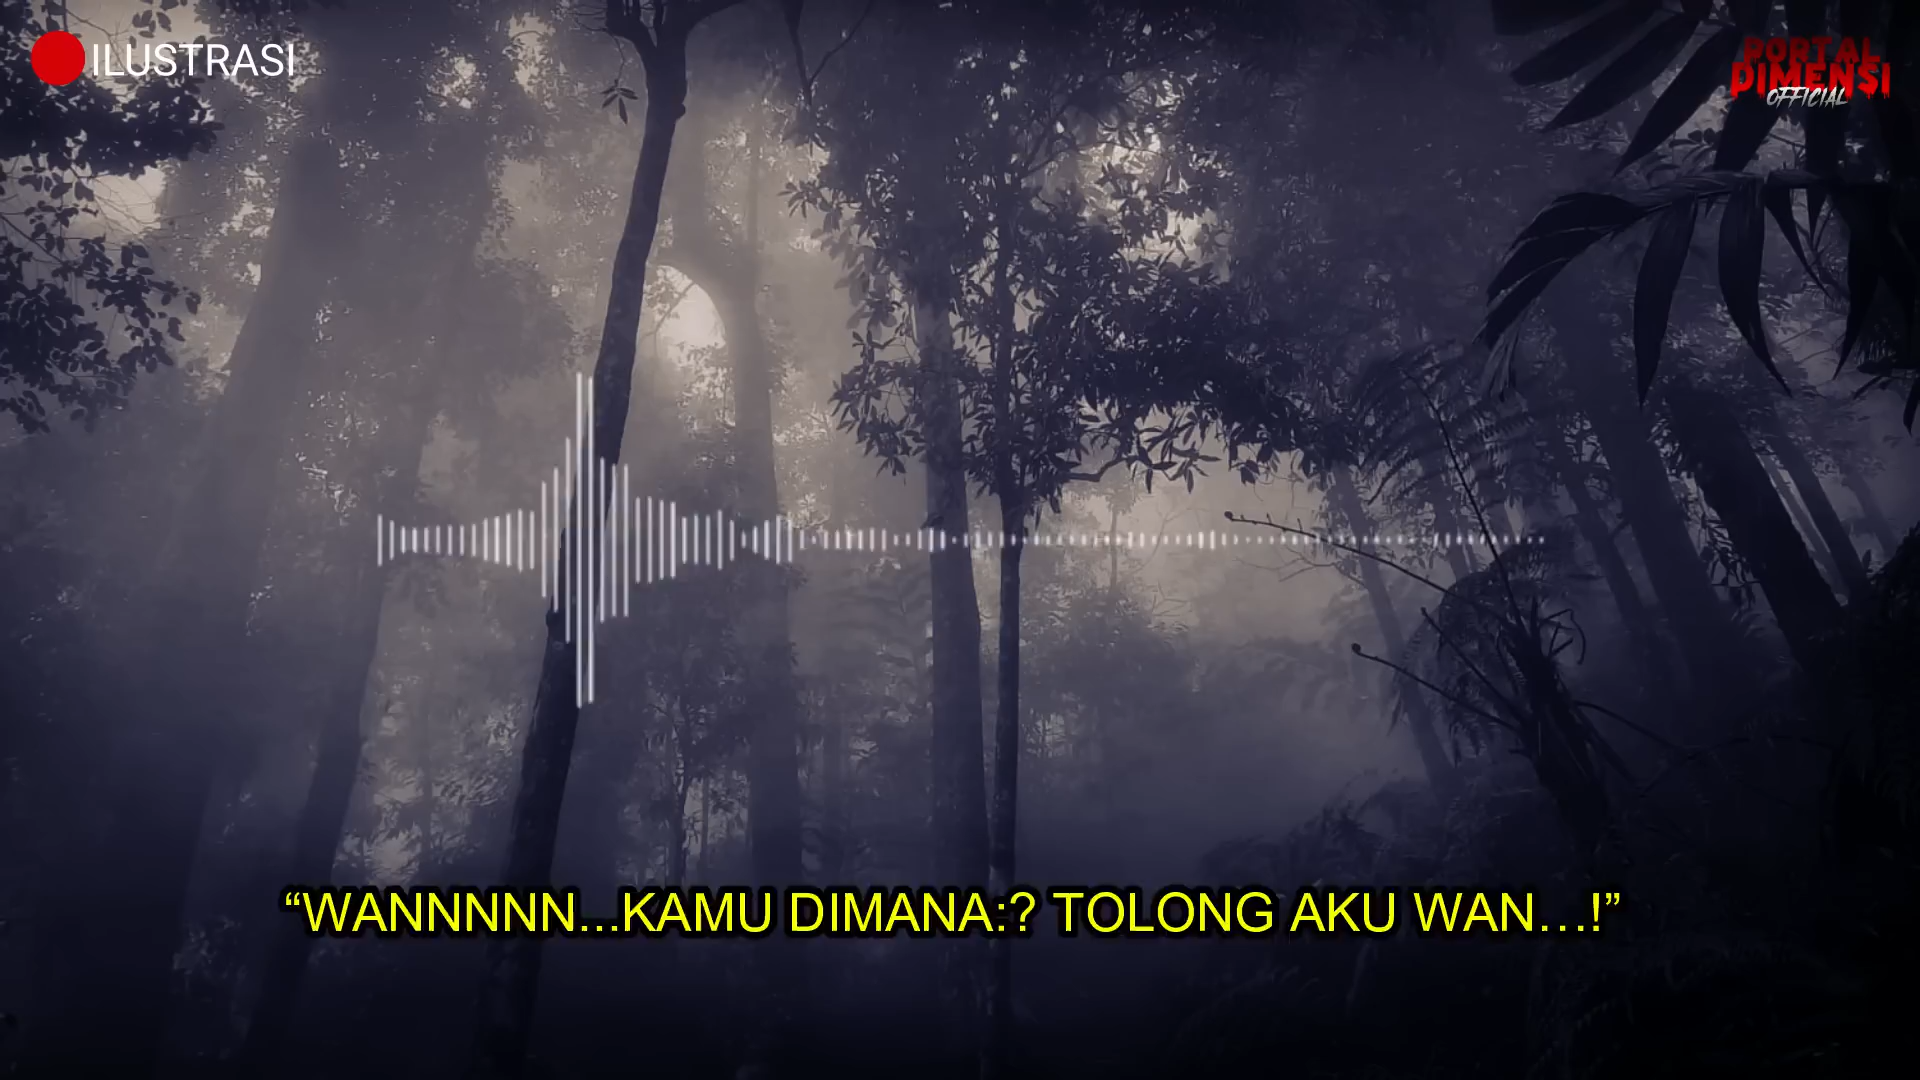 ILUSTRASI
PORTAL
DIMENSI
OFFICIAL
“WANNNNN...KAMU DIMANA:? TOLONG AKU WAN…!”